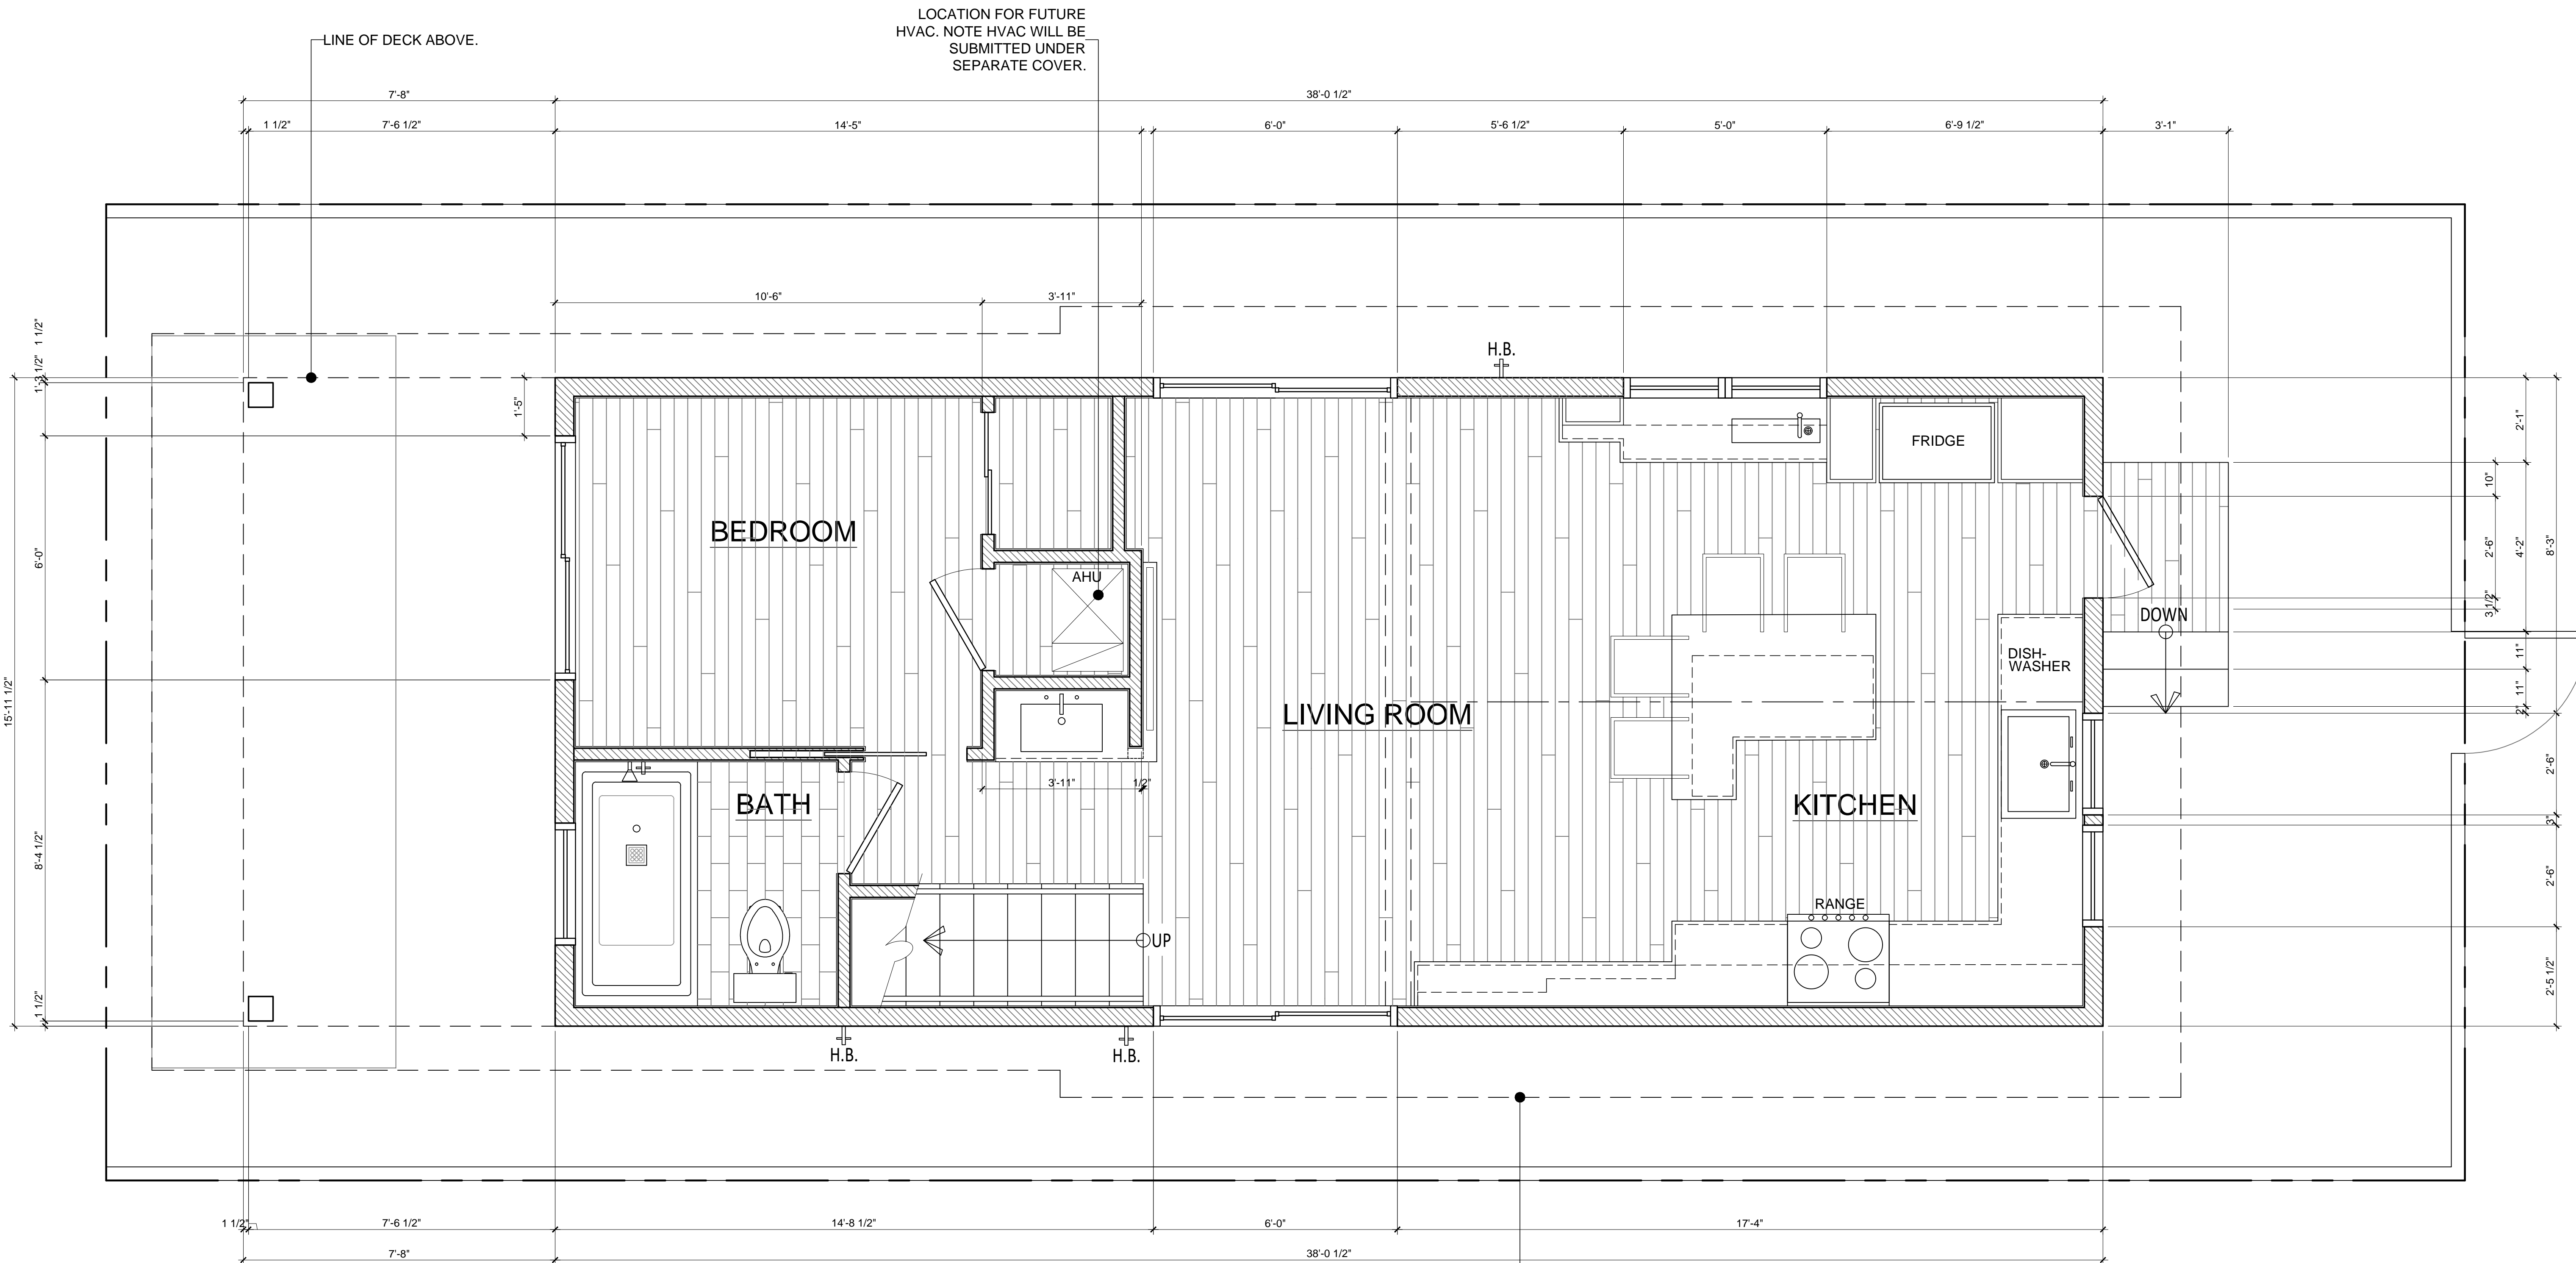 LOCATION FOR FUTURE
HVAC. NOTE HVAC WILL BE
SUBMITTED UNDER
SEPARATE COVER.
LINE OF DECK ABOVE.
7'-8"
38'-0 1/2"
1 1/2"
7'-6 1/2"
14'-5"
6'-0"
5'-6 1/2"
5'-0"
6'-9 1/2"
3'-1"
10'-6"
3'-11"
1 1/2"
1'-3 1/2"
1'-5"
6'-0"
15'-11 1/2"
8'-4 1/2"
1 1/2"
H.B.
FRIDGE
BEDROOM
AHU
DOWN
DISH-
WASHER
LIVING ROOM
BATH
3'-11"
1/2"
KITCHEN
RANGE
UP
H.B.
H.B.
2'-1"
10"
2'-6"
4'-2"
8'-3"
3 1/2"
11"
11"
2"
2'-6"
3"
2'-6"
2'-5 1/2"
1 1/2"
7'-6 1/2"
14'-8 1/2"
6'-0"
17'-4"
7'-8"
38'-0 1/2"